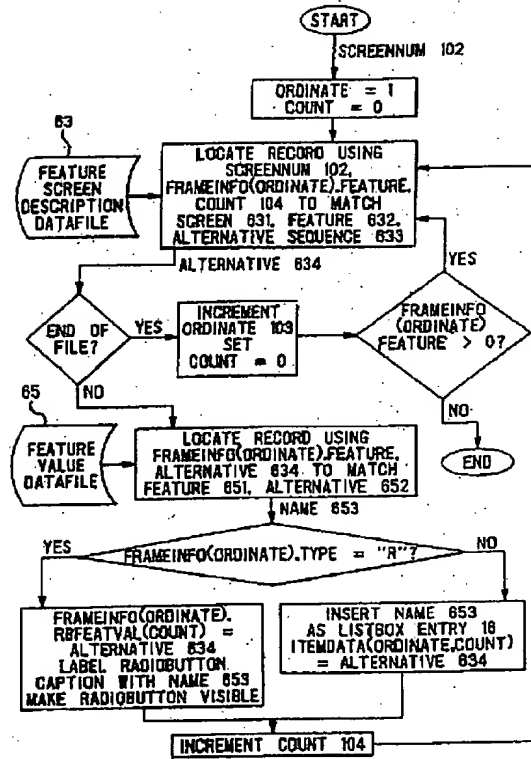 START
SCREENNUM 102
ORDINATE = 1
COUNT = 0
63
FEATURE
SCREEN
DESCRIPTION
DATAFILE
LOCATE RECORD USING
SCREENNUM 102,
FRAMEINFO(ORDINATE).FEATURE,
COUNT 104 TO MATCH
SCREEN 631, FEATURE 632,
ALTERNATIVE SEQUENCE 633
ALTERNATIVE 634
YES
END OF
FILE?
YES
INCREMENT
ORDINATE 103
SET
COUNT = 0
FRAMEINFO
(ORDINATE)
FEATURE > 0?
NO
NO
END
65
FEATURE
VALUE
DATAFILE
LOCATE RECORD USING
FRAMEINFO(ORDINATE).FEATURE,
ALTERNATIVE 634 TO MATCH
FEATURE 651, ALTERNATIVE 652
NAME 653
YES
FRAMEINFO(ORDINATE).TYPE = "R"?
NO
FRAMEINFO(ORDINATE).
RBFEATVAL(COUNT) =
ALTERNATIVE 634
LABEL RADIOBUTTON
CAPTION WITH NAME 653
MAKE RADIOBUTTON VISIBLE
INSERT NAME 653
AS LISTBOX ENTRY 16
ITEMDATA(ORDINATE,COUNT)
= ALTERNATIVE 634
INCREMENT COUNT 104